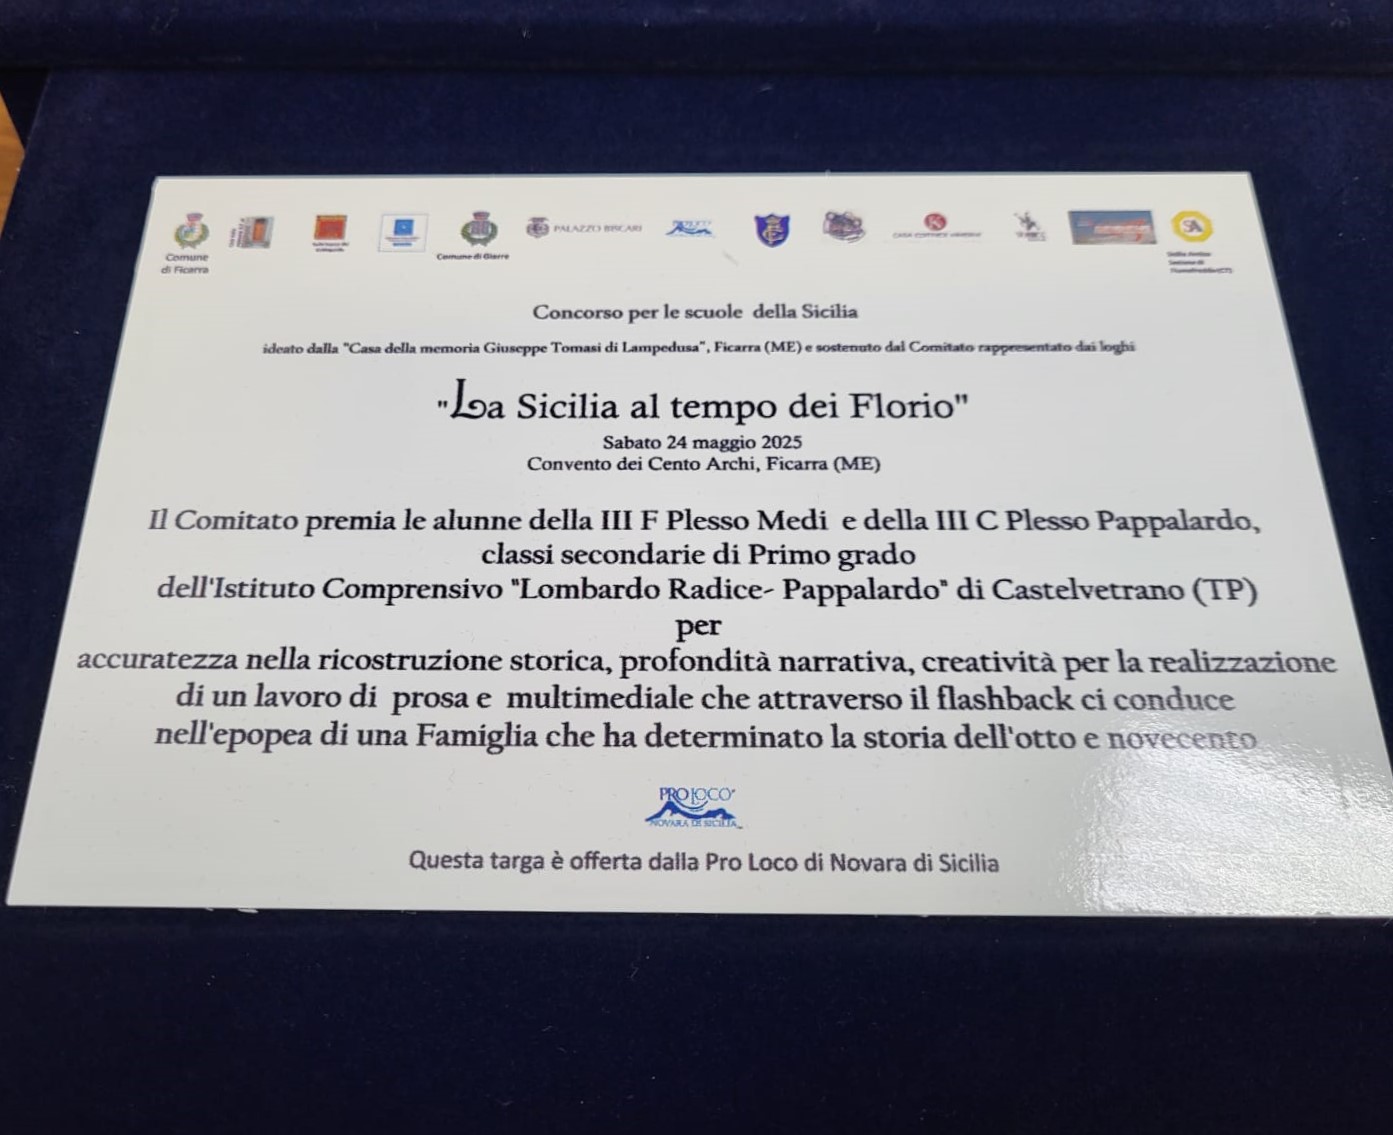 Comune
di Ficarra
Comune di Giarre
PALAZZO BISCARI
SA
Concorso per le scuole della Sicilia
ideato dalla "Casa della memoria Giuseppe Tomasi di Lampedusa", Ficarra (ME) e sostenuto dal Comitato rappresentato dai loghi
"La Sicilia al tempo dei Florio"
Sabato 24 maggio 2025
Convento dei Cento Archi, Ficarra (ME)
Il Comitato premia le alunne della III F Plesso Medi e della III C Plesso Pappalardo,
classi secondarie di Primo grado
dell'Istituto Comprensivo "Lombardo Radice- Pappalardo" di Castelvetrano (TP)
per
accuratezza nella ricostruzione storica, profondità narrativa, creatività per la realizzazione
di un lavoro di prosa e multimediale che attraverso il flashback ci conduce
nell'epopea di una Famiglia che ha determinato la storia dell'otto e novecento
PRO LOCO
NOVARA DI SICILIA
Questa targa è offerta dalla Pro Loco di Novara di Sicilia